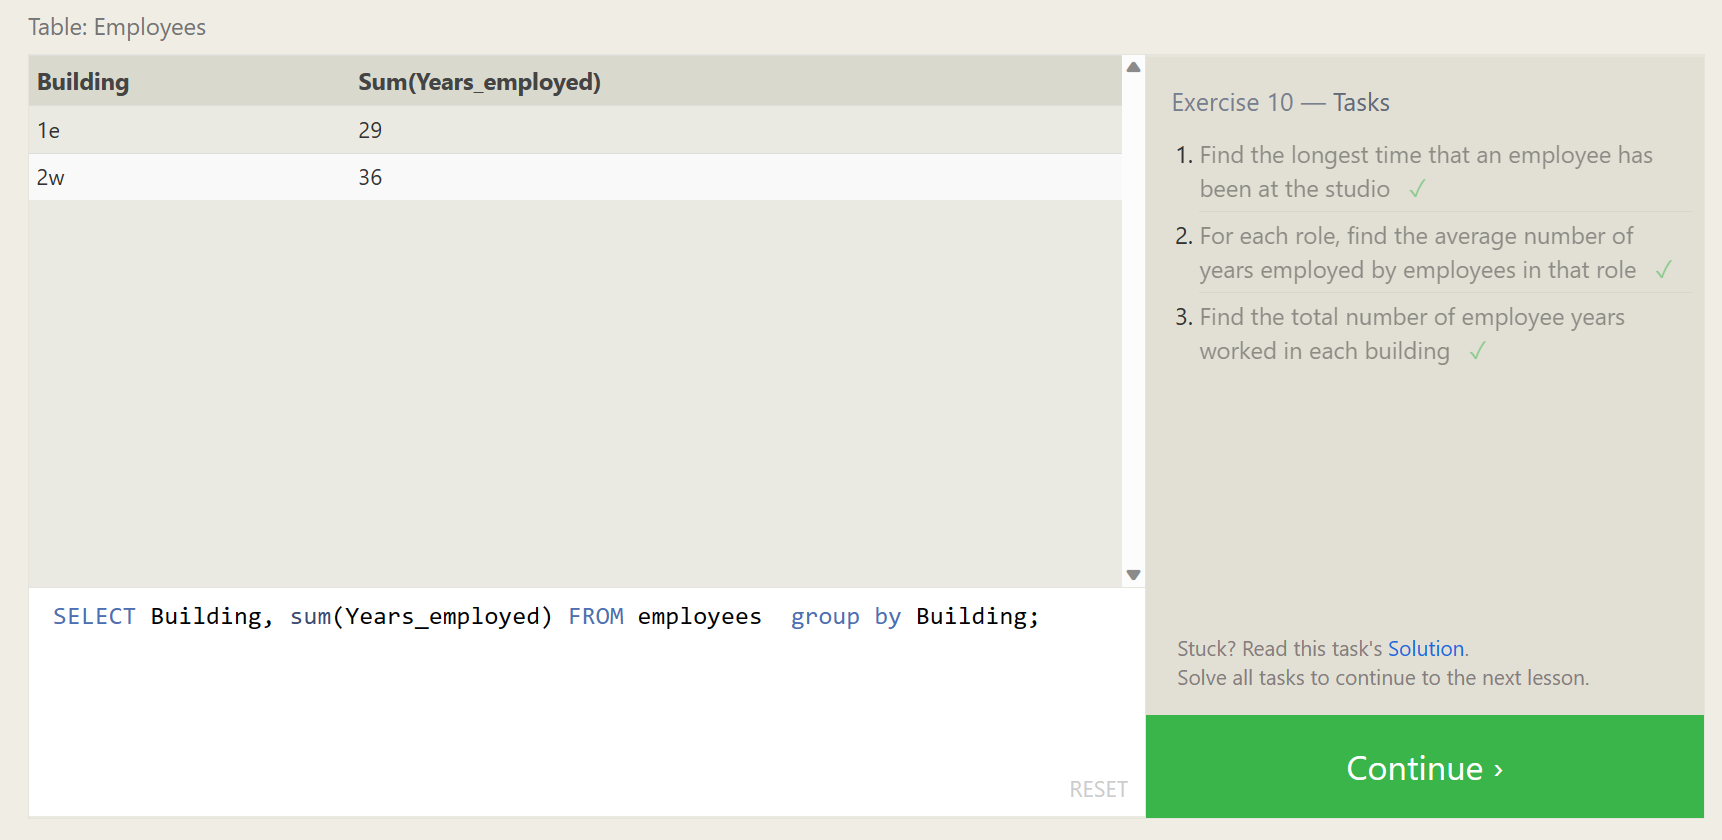 Table: Employees
Building Sum(Years_employed)
1e 29
2w 36
SELECT Building, sum(Years_employed) FROM employees  group by Building;
RESET
Exercise 10 — Tasks
1. Find the longest time that an employee has
been at the studio ✓
2. For each role, find the average number of
years employed by employees in that role ✓
3. Find the total number of employee years
worked in each building ✓
Stuck? Read this task's Solution.
Solve all tasks to continue to the next lesson.
Continue ›